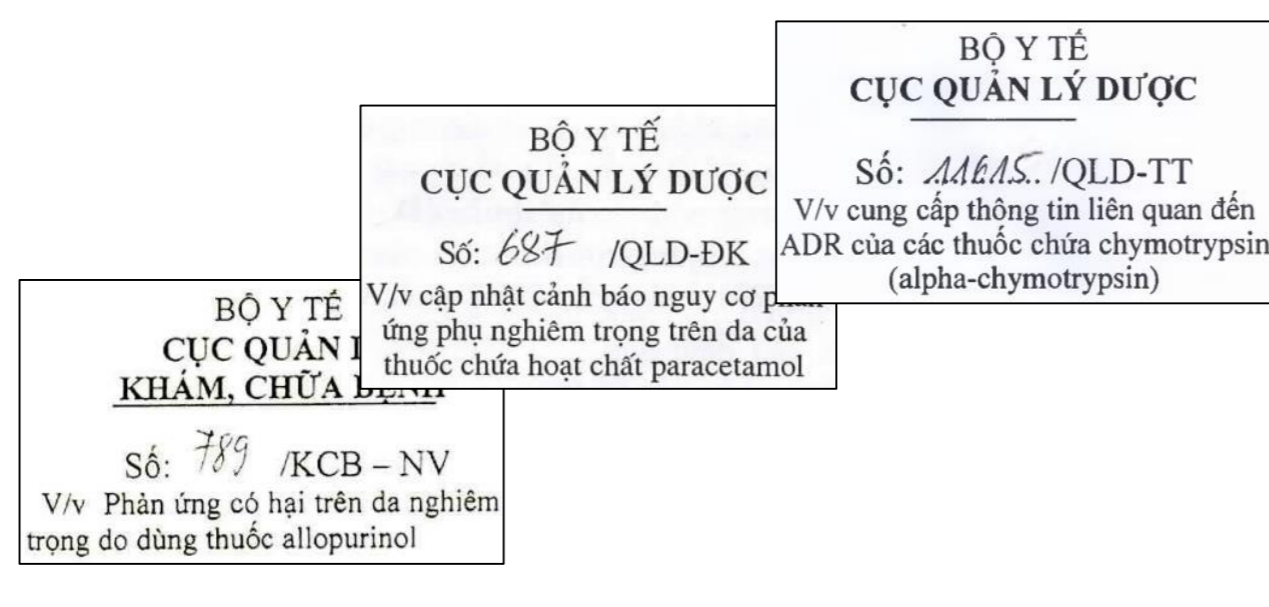 BỘ Y TẾ
CỤC QUẢN LÝ DƯỢC
Số: 11615../QLD-TT
V/v cung cấp thông tin liên quan đến
ADR của các thuốc chứa chymotrypsin
(alpha-chymotrypsin)
BỘ Y TẾ
CỤC QUẢN LÝ DƯỢC
Số: 687 /QLD-ĐK
V/v cập nhật cảnh báo nguy cơ
ứng phụ nghiêm trọng trên da của
thuốc chứa hoạt chất paracetamol
BỘ Y TẾ
CỤC QUẢN
KHÁM, CHỮA BỆNH
Số: 789 /KCB – NV
V/v Phản ứng có hại trên da nghiêm
trọng do dùng thuốc allopurinol